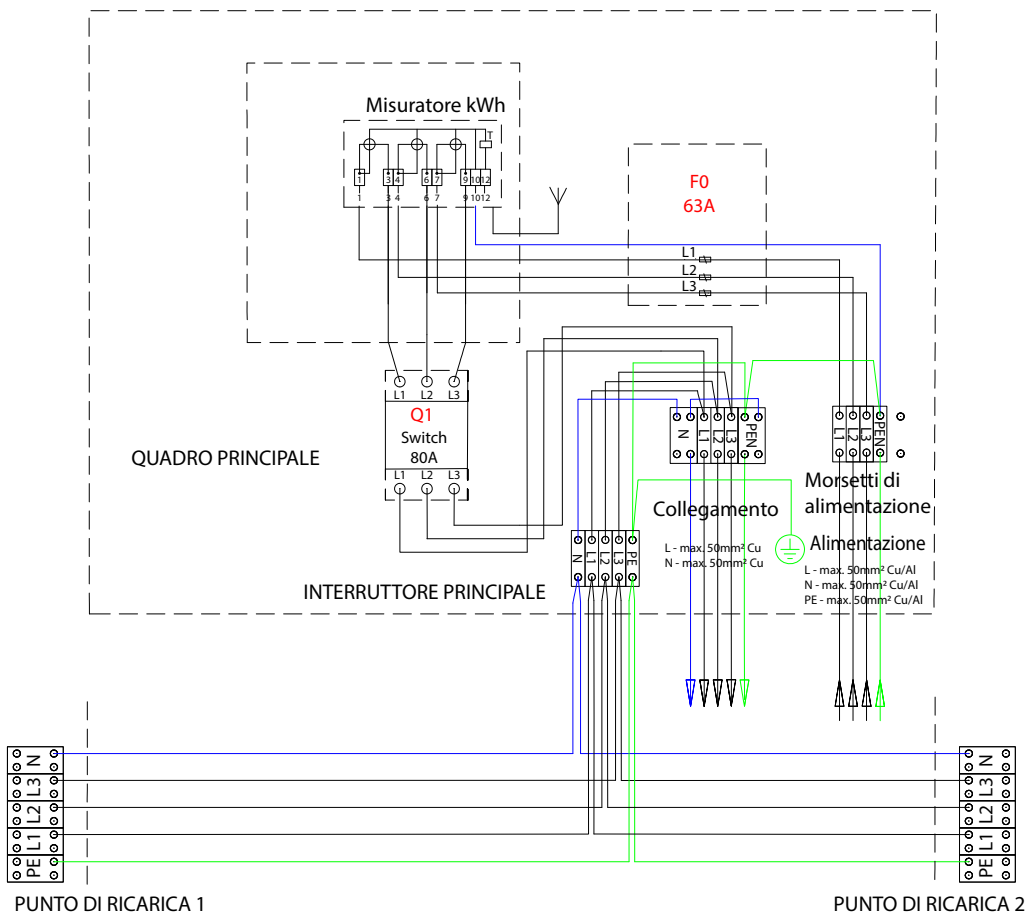 Misuratore kWh
T
1 3 4 6 7 9 10 12
1 3 4 6 7 9 10 12
F0
63A
L1
L2
L3
L1 L2 L3
Q1
Switch
80A
L1 L2 L3
QUADRO PRINCIPALE
N L1 L2 L3 PEN
L1 L2 L3 PEN
Morsetti di
alimentazione
Collegamento
L - max. 50mm² Cu
N - max. 50mm² Cu
Alimentazione
L - max. 50mm² Cu/Al
N - max. 50mm² Cu/Al
PE - max. 50mm² Cu/Al
N L1 L2 L3 PE
INTERRUTTORE PRINCIPALE
N
L3
L2
L1
PE
N
L3
L2
L1
PE
PUNTO DI RICARICA 1
PUNTO DI RICARICA 2